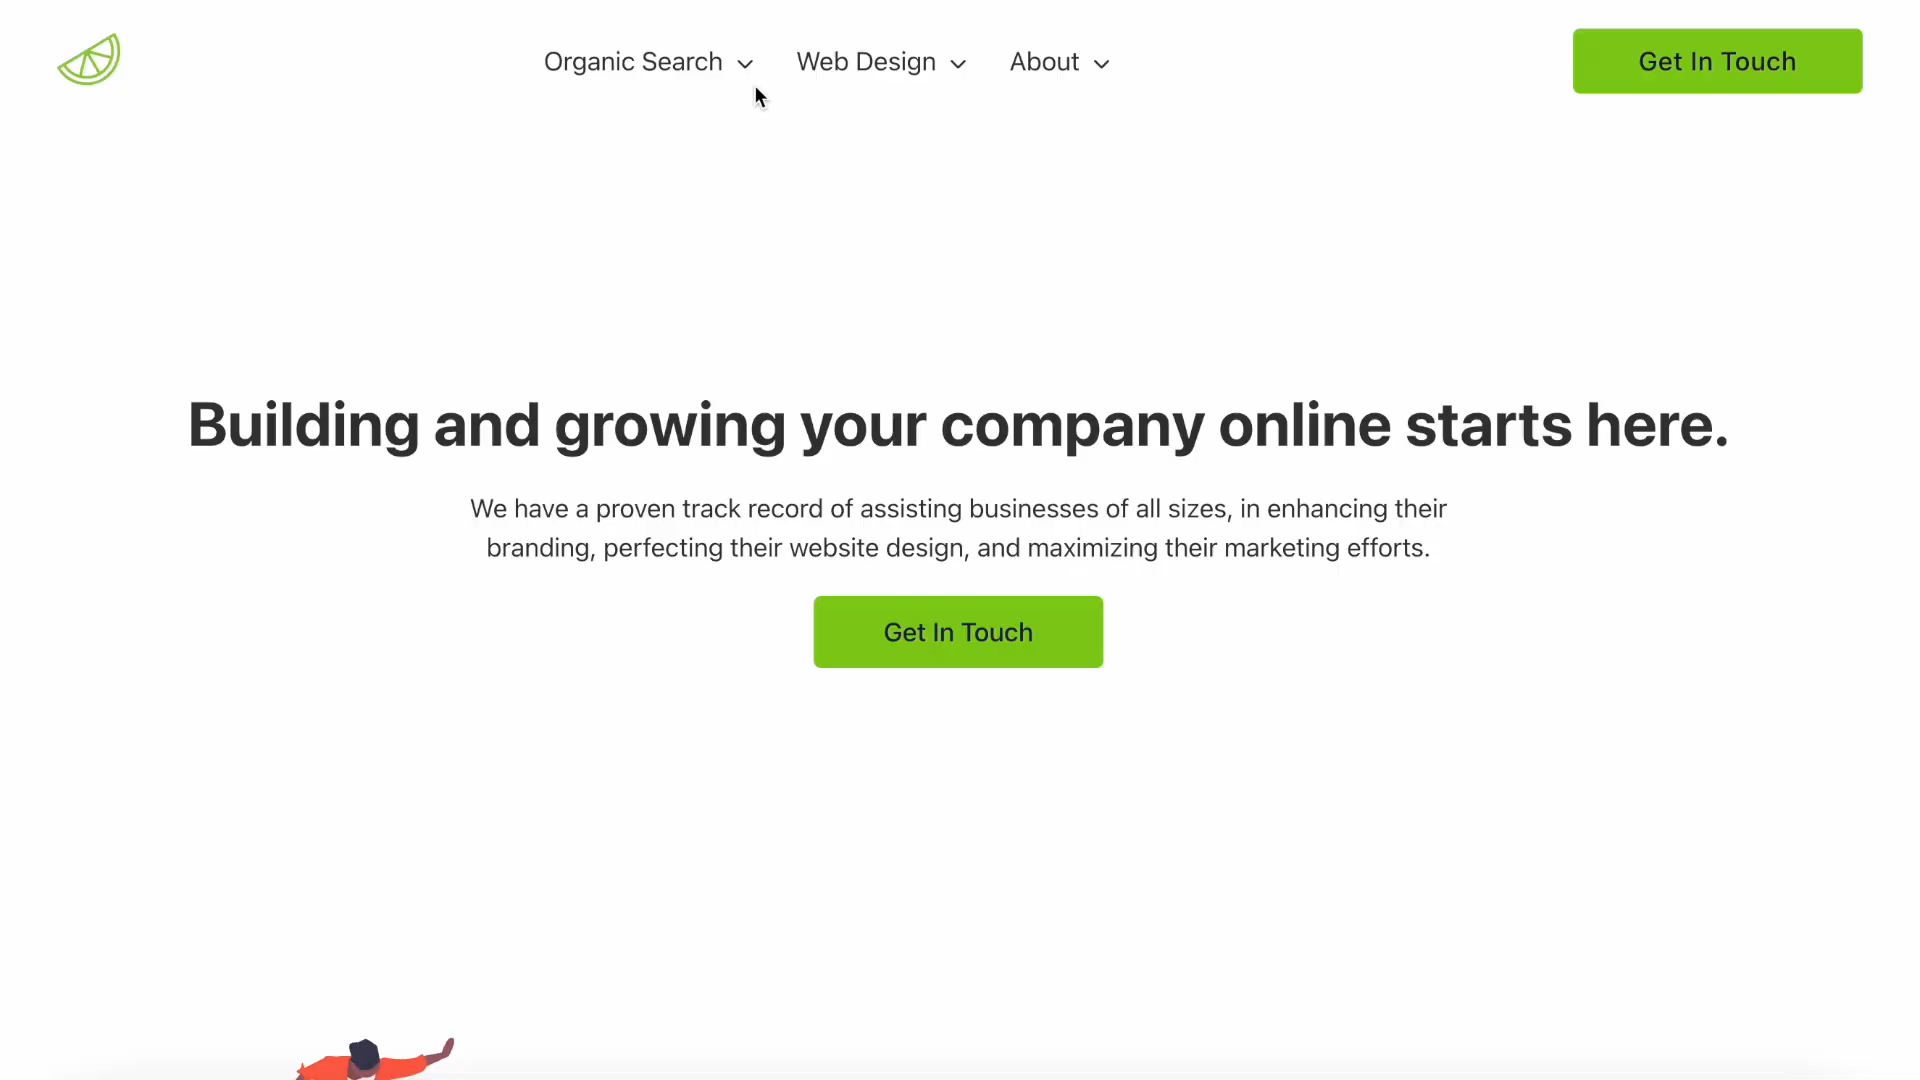 Organic Search
Web Design
About
Get In Touch
Building and growing your company online starts here.
We have a proven track record of assisting businesses of all sizes, in enhancing their
branding, perfecting their website design, and maximizing their marketing efforts.
Get In Touch